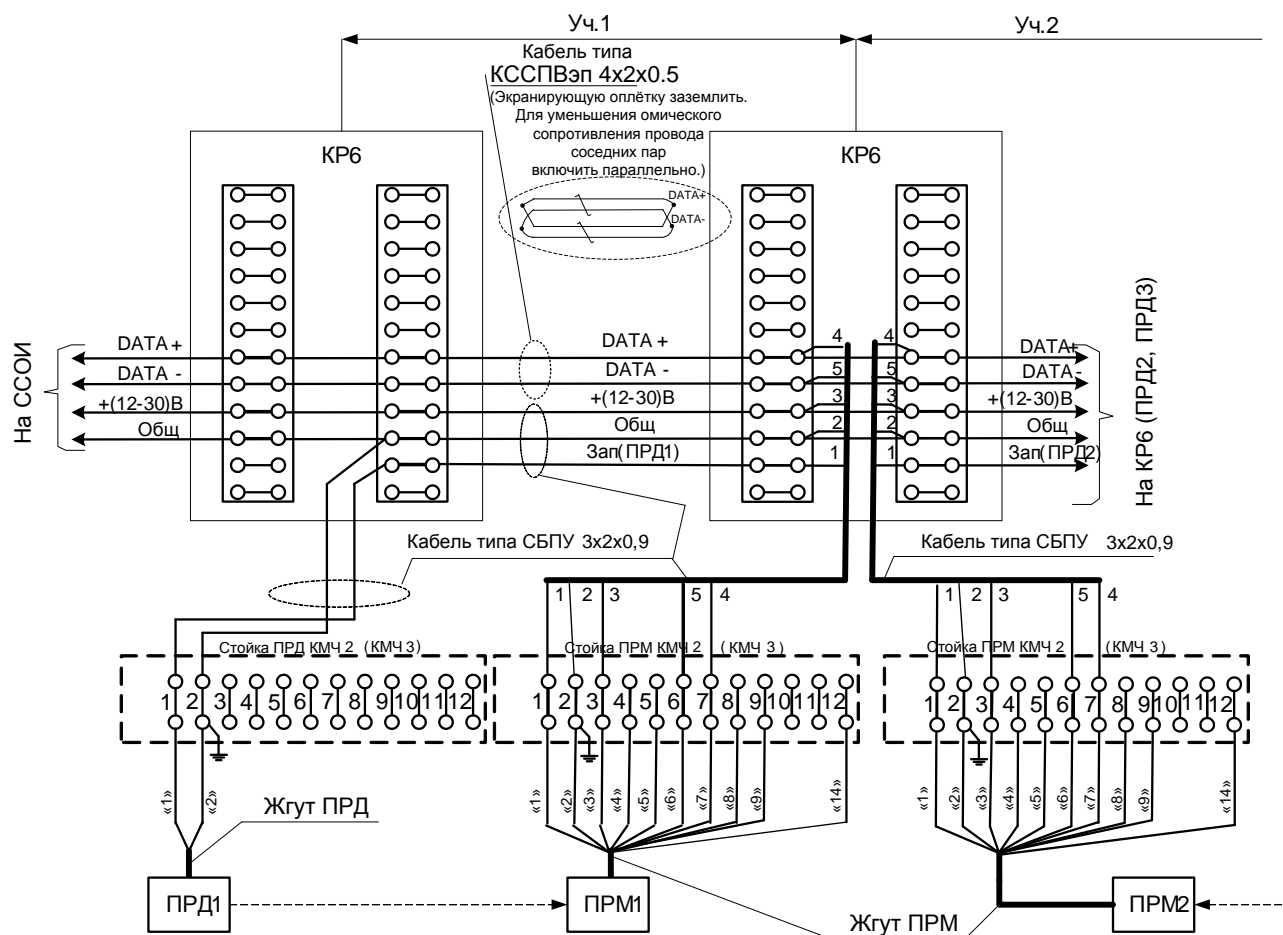 Уч.1
Уч.2
Кабель типа
КССПВэп 4х2х0.5
(Экранирующую оплётку заземлить.
Для уменьшения омического
сопротивления провода
соседних пар
включить параллельно.)
КР6
КР6
DATA+
DATA-
На ССОИ
DATA +
DATA -
+(12-30)В
Общ
DATA +
DATA -
+(12-30)В
Общ
Зап(ПРД1)
4
5
3
2
1
4
5
3
2
1
DATA+
DATA-
+(12-30)В
Общ
Зап(ПРД2)
На КР6 (ПРД2, ПРД3)
Кабель типа СБПУ 3х2х0,9
Кабель типа СБПУ 3х2х0,9
1 2 3 5 4
1 2 3 5 4
Стойка ПРД КМЧ 2 (КМЧ 3)
Стойка ПРМ КМЧ 2 (КМЧ 3)
Стойка ПРМ КМЧ 2 (КМЧ 3)
1 2 3 4 5 6 7 8 9 10 11 12
1 2 3 4 5 6 7 8 9 10 11 12
1 2 3 4 5 6 7 8 9 10 11 12
«1» «2»
«1» «2» «3» «4» «5» «6» «7» «8» «9» «14»
«1» «2» «3» «4» «5» «6» «7» «8» «9» «14»
Жгут ПРД
ПРД1
ПРМ1
Жгут ПРМ
ПРМ2